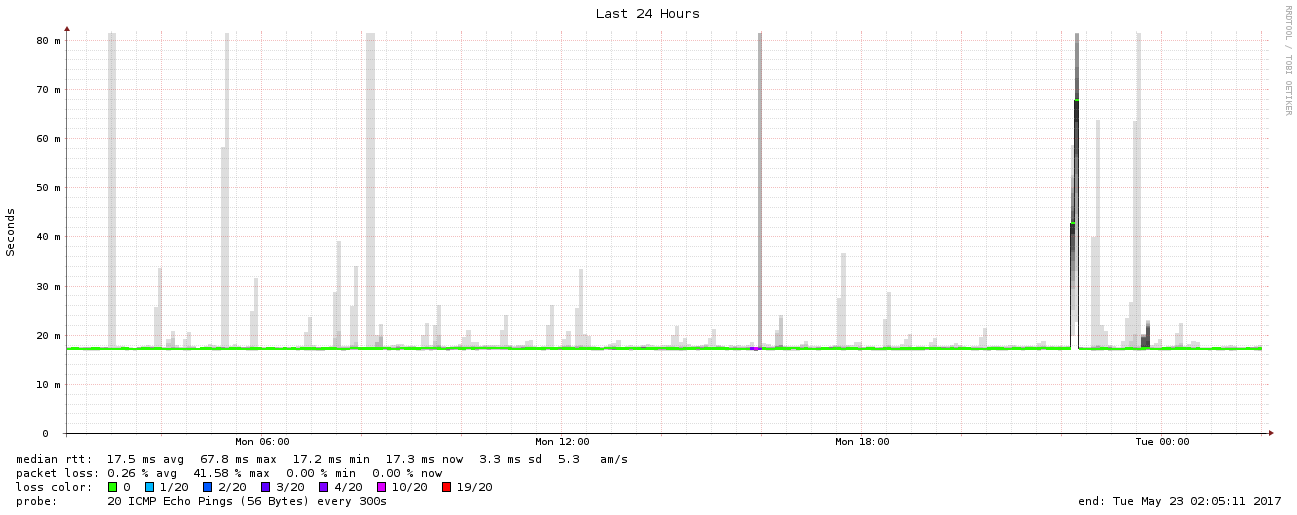 Last 24 Hours
RRDTOOL / TOBI OETIKER
Seconds
80 m
70 m
60 m
50 m
40 m
30 m
20 m
10 m
0
Mon 06:00 Mon 12:00 Mon 18:00 Tue 00:00
median rtt: 17.5 ms avg 67.8 ms max 17.2 ms min 17.3 ms now 3.3 ms sd 5.3 am/s
packet loss: 0.26 % avg 41.58 % max 0.00 % min 0.00 % now
loss color: 0 1/20 2/20 3/20 4/20 10/20 19/20
probe: 20 ICMP Echo Pings (56 Bytes) every 300s end: Tue May 23 02:05:11 2017